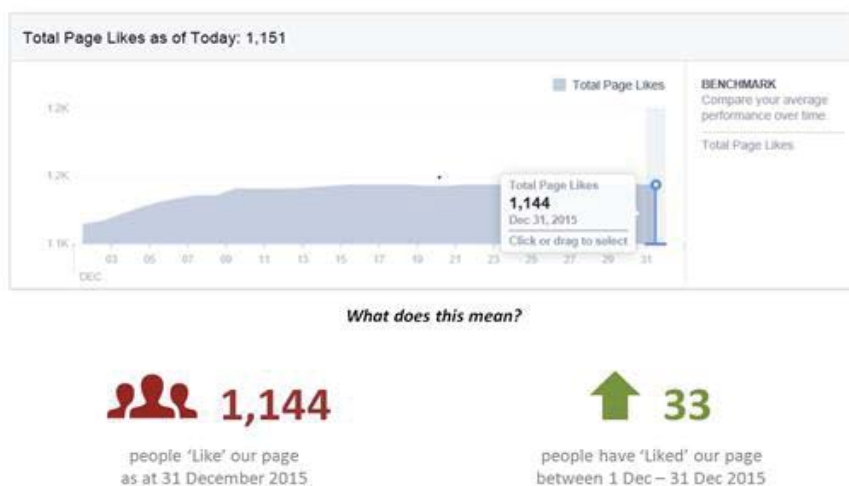 Total Page Likes as of Today: 1,151
Total Page Likes
BENCHMARK
Compare your average
performance over time.
Total Page Likes
1.2K
1.2K
1.1K
Total Page Likes
1,144
Dec 31, 2015
Click or drag to select
03 05 07 09 11 13 15 17 19 21 23 25 27 29 31
DEC
What does this mean?
1,144
people 'Like' our page
as at 31 December 2015
33
people have 'Liked' our page
between 1 Dec – 31 Dec 2015